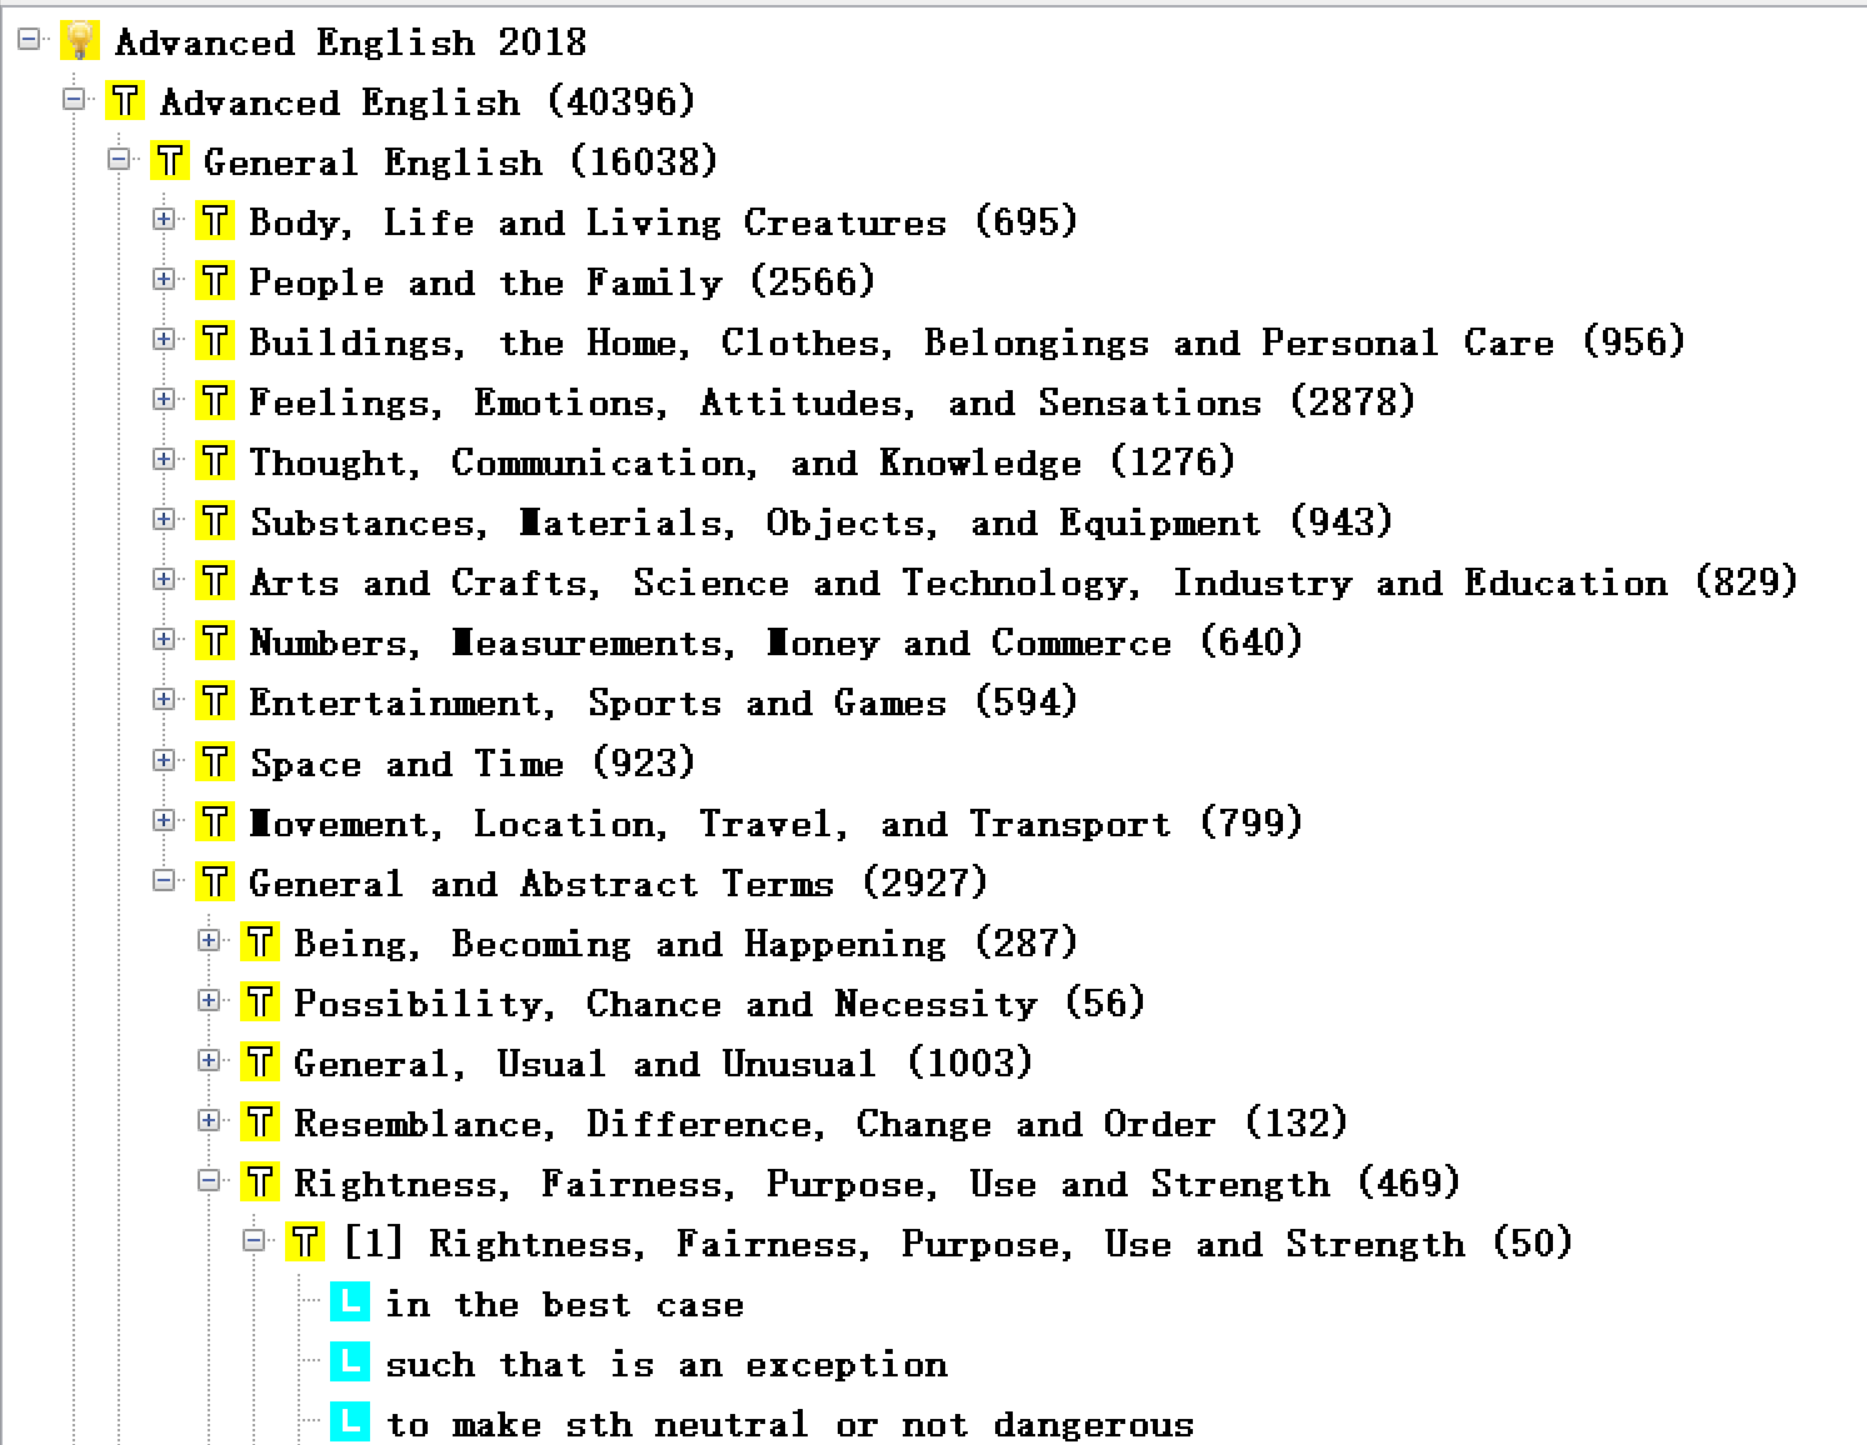 Advanced English 2018
T Advanced English (40396)
T General English (16038)
T Body, Life and Living Creatures (695)
T People and the Family (2566)
T Buildings, the Home, Clothes, Belongings and Personal Care (956)
T Feelings, Emotions, Attitudes, and Sensations (2878)
T Thought, Communication, and Knowledge (1276)
T Substances, Materials, Objects, and Equipment (943)
T Arts and Crafts, Science and Technology, Industry and Education (829)
T Numbers, Measurements, Money and Commerce (640)
T Entertainment, Sports and Games (594)
T Space and Time (923)
T Movement, Location, Travel, and Transport (799)
T General and Abstract Terms (2927)
T Being, Becoming and Happening (287)
T Possibility, Chance and Necessity (56)
T General, Usual and Unusual (1003)
T Resemblance, Difference, Change and Order (132)
T Rightness, Fairness, Purpose, Use and Strength (469)
T [1] Rightness, Fairness, Purpose, Use and Strength (50)
L in the best case
L such that is an exception
L to make sth neutral or not dangerous